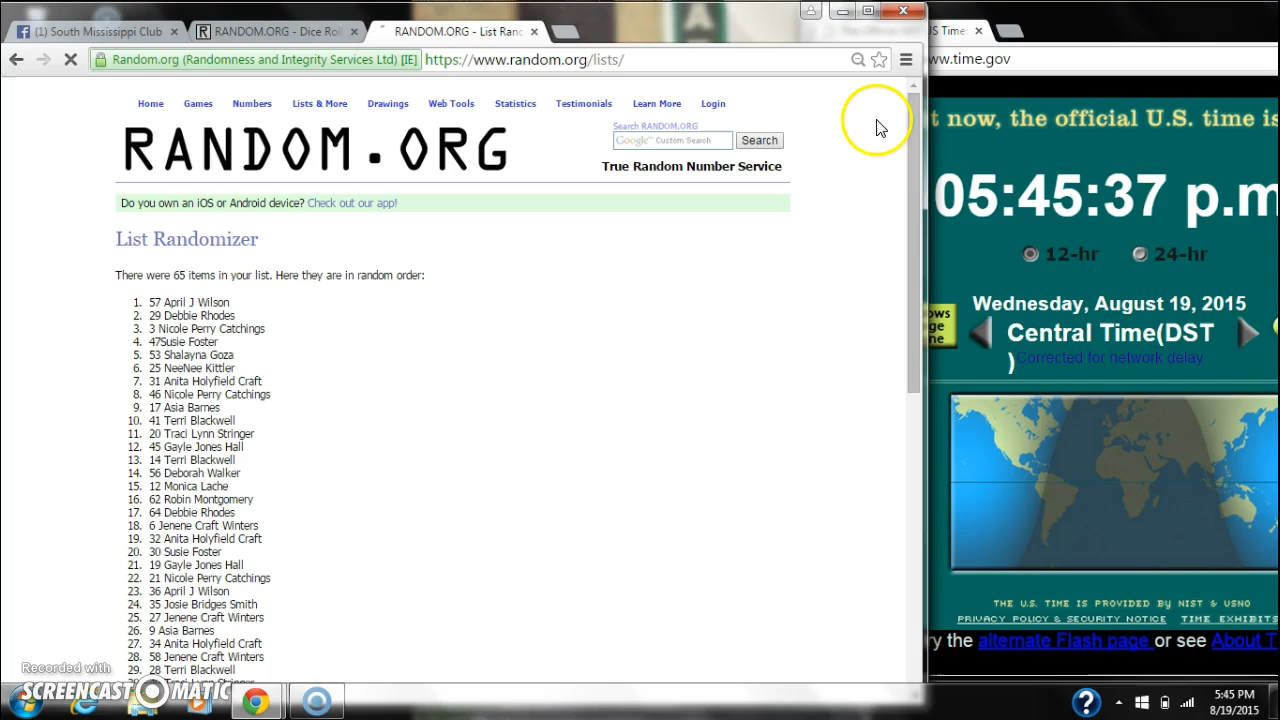 (1) South Mississippi Club
RANDOM.ORG - Dice Roll
RANDOM.ORG - List Ran
US Time:
Random.org (Randomness and Integrity Services Ltd) [IE]
https://www.random.org/lists/
ww.time.gov
Home Games Numbers Lists & More Drawings Web Tools Statistics Testimonials Learn More Login
Search RANDOM.ORG
RANDOM.ORG
Google™ Custom Search
Search
True Random Number Service
Do you own an iOS or Android device? Check out our app!
List Randomizer
There were 65 items in your list. Here they are in random order:
1. 57 April J Wilson
2. 29 Debbie Rhodes
3. 3 Nicole Perry Catchings
4. 47Susie Foster
5. 53 Shalayna Goza
6. 25 NeeNee Kittler
7. 31 Anita Holyfield Craft
8. 46 Nicole Perry Catchings
9. 17 Asia Barnes
10. 41 Terri Blackwell
11. 20 Traci Lynn Stringer
12. 45 Gayle Jones Hall
13. 14 Terri Blackwell
14. 56 Deborah Walker
15. 12 Monica Lache
16. 62 Robin Montgomery
17. 64 Debbie Rhodes
18. 6 Jenene Craft Winters
19. 32 Anita Holyfield Craft
20. 30 Susie Foster
21. 19 Gayle Jones Hall
22. 21 Nicole Perry Catchings
23. 36 April J Wilson
24. 35 Josie Bridges Smith
25. 27 Jenene Craft Winters
26. 9 Asia Barnes
27. 34 Anita Holyfield Craft
28. 58 Jenene Craft Winters
29. 28 Terri Blackwell
t now, the official U.S. time is
05:45:37 p.m
12-hr 24-hr
Wednesday, August 19, 2015
Central Time(DST
)
Corrected for network delay
THE U.S. TIME IS PROVIDED BY NIST & USNO
PRIVACY POLICY & SECURITY NOTICE TIME EXHIBITS
ry the alternate Flash page or see About T
Recorded with
SCREENCAST MATIC
5:45 PM
8/19/2015